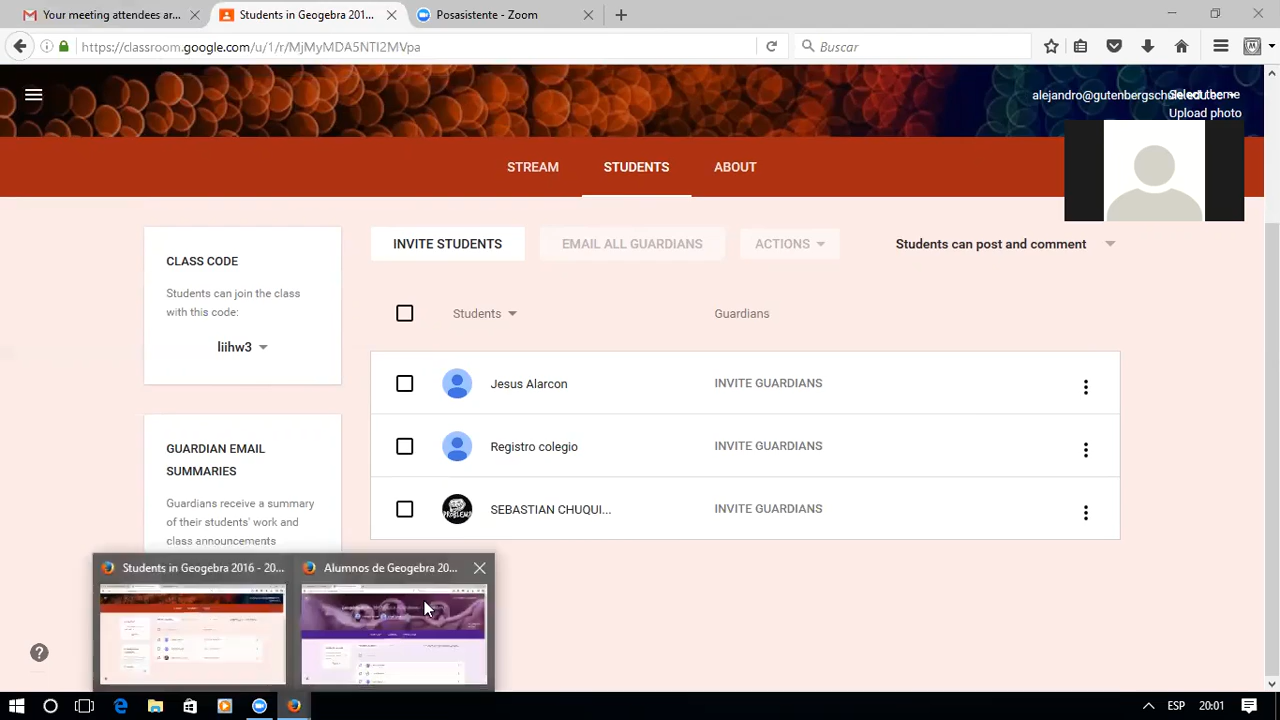 Your meeting attendees ar...
Students in Geogebra 201...
Posasistente - Zoom
https://classroom.google.com/u/1/r/MjMyMDA5NTI2MVpa
Buscar
alejandro@gutenbergschule.edu.ec
Select theme
Upload photo
STREAM
STUDENTS
ABOUT
INVITE STUDENTS
EMAIL ALL GUARDIANS
ACTIONS
Students can post and comment
CLASS CODE
Students can join the class
with this code:
liihw3
Students
Guardians
Jesus Alarcon
INVITE GUARDIANS
Registro colegio
INVITE GUARDIANS
SEBASTIAN CHUQUI...
INVITE GUARDIANS
GUARDIAN EMAIL
SUMMARIES
Guardians receive a summary
of their students' work and
class announcements
Students in Geogebra 2016 - 20...
Alumnos de Geogebra 20...
ESP
20:01